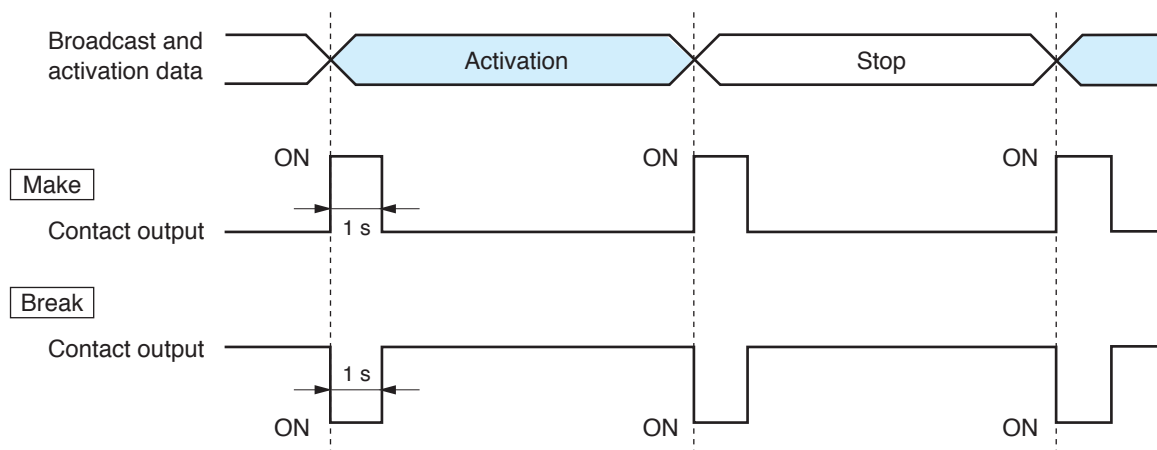 Broadcast and
activation data
Activation
Stop
ON
ON
ON
Make
1 s
Contact output
Break
Contact output
1 s
ON
ON
ON